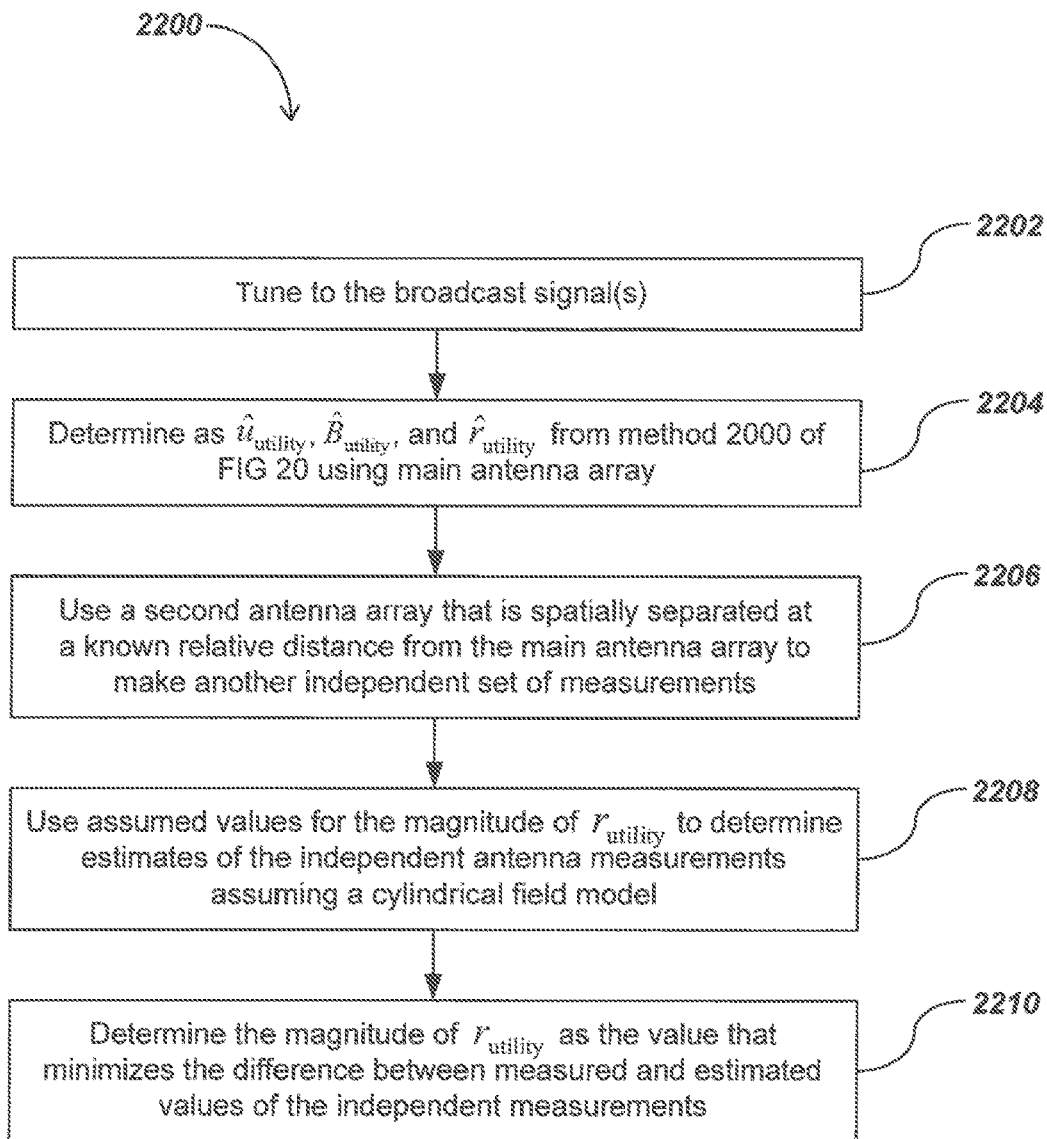 2200
2202
Tune to the broadcast signal(s)
2204
Determine as û_utility, B̂_utility, and r̂_utility from method 2000 of
FIG 20 using main antenna array
2206
Use a second antenna array that is spatially separated at
a known relative distance from the main antenna array to
make another independent set of measurements
2208
Use assumed values for the magnitude of r_utility to determine
estimates of the independent antenna measurements
assuming a cylindrical field model
2210
Determine the magnitude of r_utility as the value that
minimizes the difference between measured and estimated
values of the independent measurements